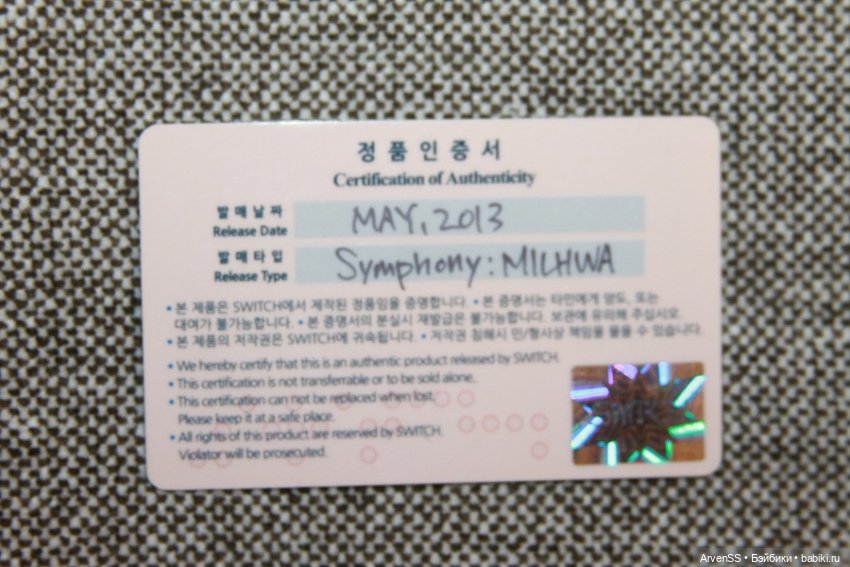 정품인증서
Certification of Authenticity
발매날짜
Release Date
MAY, 2013
발매타입
Release Type
Symphony: MILHWA
• 본 제품은 SWITCH에서 제작된 정품임을 증명합니다. • 본 증명서는 타인에게 양도, 또는
대여가 불가능합니다. • 본 증명서의 분실시 재발급은 불가능합니다. 보관에 유의해 주십시오.
• 본 제품의 저작권은 SWITCH에 귀속됩니다. • 저작권 침해시 민/형사상 책임을 물을 수 있습니다.
• We hereby certify that this is an authentic product released by SWITCH.
• This certification is not transferrable or to be sold alone.
• This certification can not be replaced when lost.
Please keep it at a safe place.
• All rights of this product are reserved by SWITCH.
Violator will be prosecuted.
SWITCH
ArvenSS • Бэйбики • babiki.ru